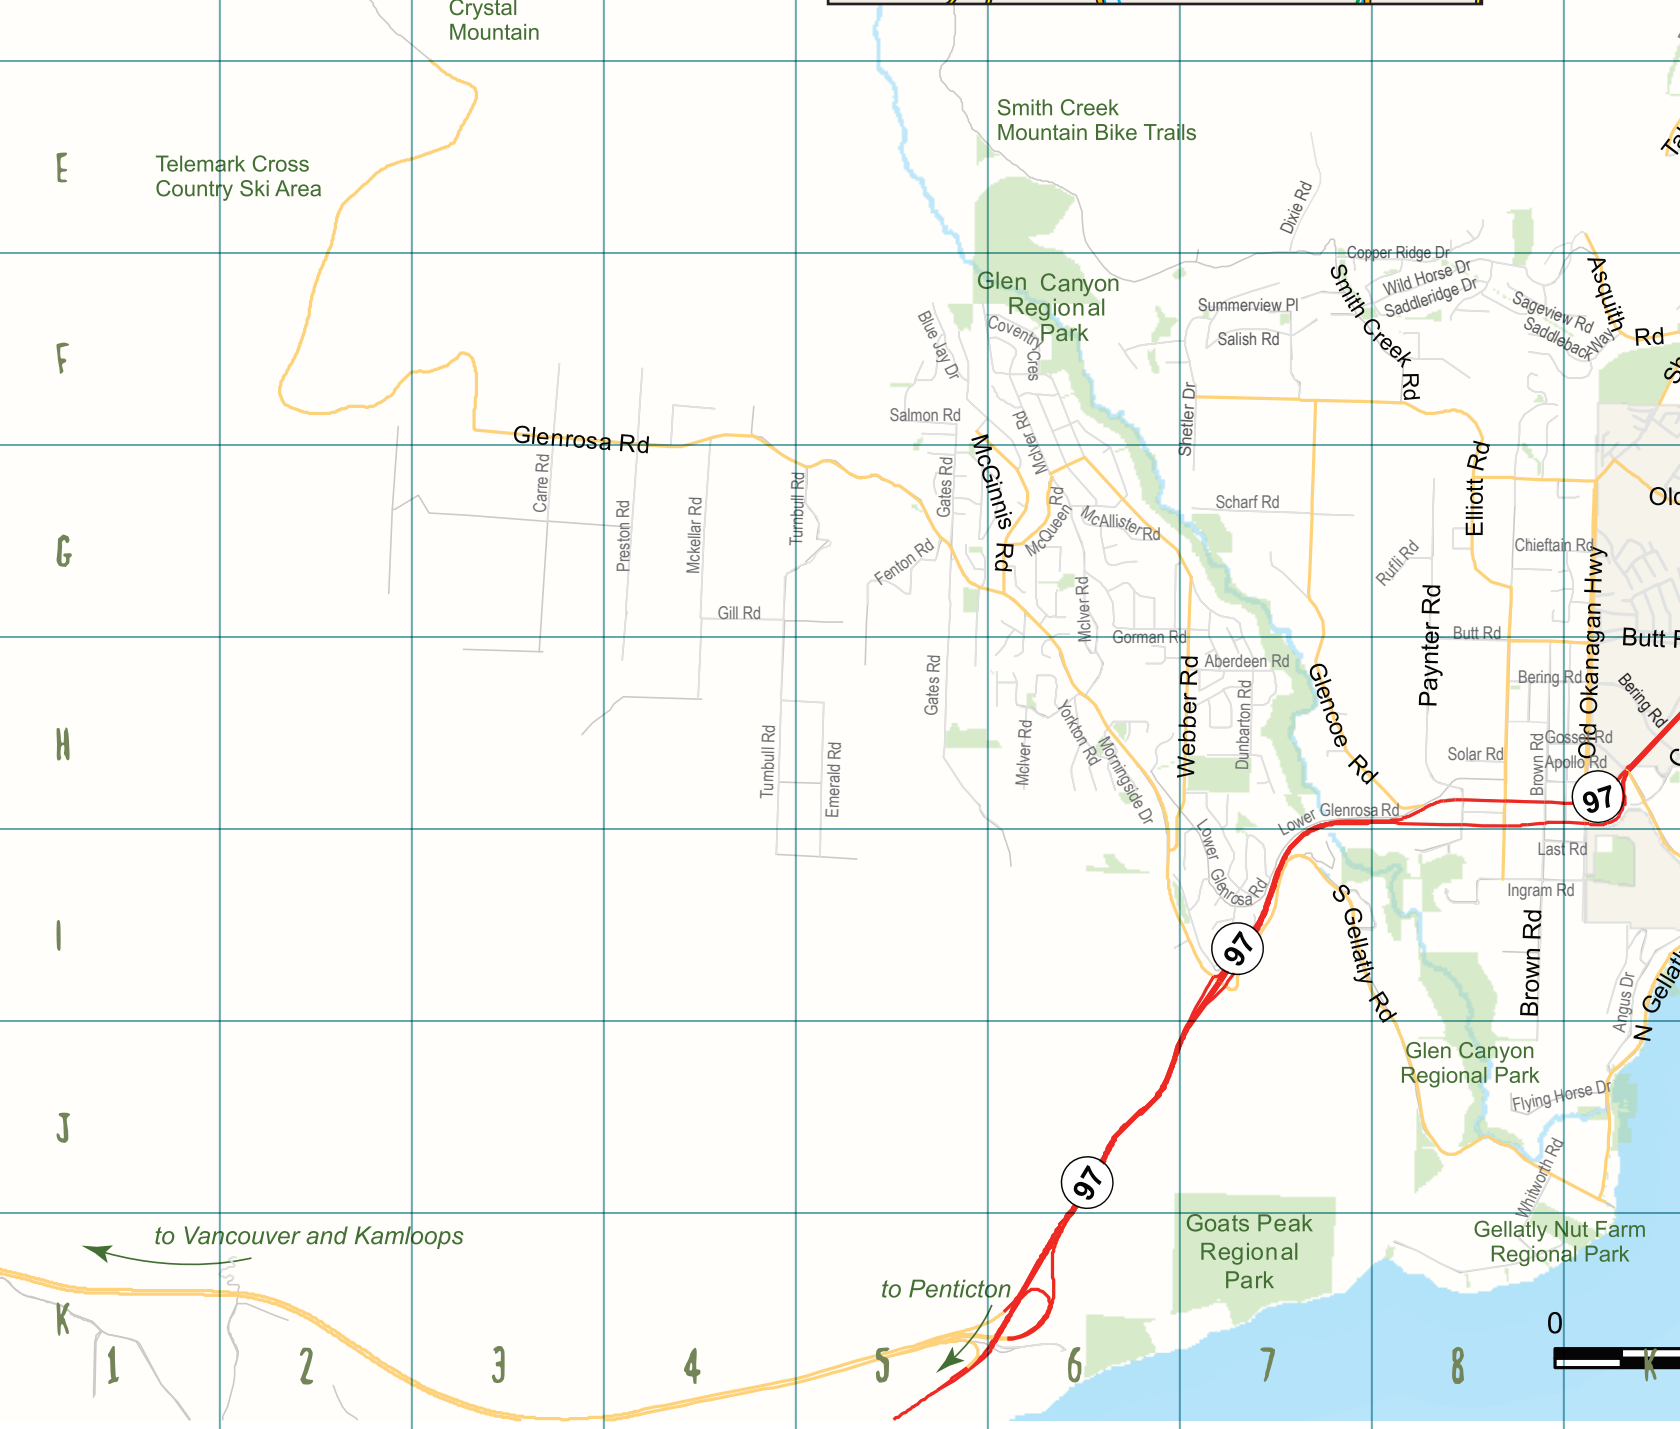 Crystal
Mountain
Smith Creek
Mountain Bike Trails
E
Telemark Cross
Country Ski Area
Dixie Rd
Copper Ridge Dr
Wild Horse Dr
Saddleridge Dr
Smith Creek Rd
Asquith Rd
Glen Canyon
Regional
Park
Summerview Pl
Salish Rd
Sageview Rd
Saddleback Way
Blue Jay Dr
Coventry Cres
F
Shetler Dr
Salmon Rd
McIver Rd
Glenrosa Rd
McGinnis Rd
Carre Rd
Preston Rd
Mckellar Rd
Turnbull Rd
Gates Rd
McQueen Rd
McAllister Rd
Scharf Rd
Elliott Rd
Old
G
Fenton Rd
Ruffli Rd
Chieftain Rd
Old Okanagan Hwy
Gill Rd
McIver Rd
Gorman Rd
Paynter Rd
Butt Rd
Butt
Aberdeen Rd
Webber Rd
Dunbarton Rd
Glencoe Rd
Bering Rd
Bering Rd
H
Gates Rd
McIver Rd
Yorkton Rd
Morningside Dr
Turnbull Rd
Emerald Rd
Solar Rd
Brown Rd
Gossel Rd
Apollo Rd
97
Lower Glenrosa Rd
Lower Glenrosa Rd
Last Rd
Ingram Rd
I
97
S Gellatly Rd
Brown Rd
Angus Dr
N Gellatly
Glen Canyon
Regional Park
Flying Horse Dr
J
Whitworth Rd
97
to Vancouver and Kamloops
Goats Peak
Regional
Park
Gellatly Nut Farm
Regional Park
to Penticton
K
0
1
2
3
4
5
6
7
8
K